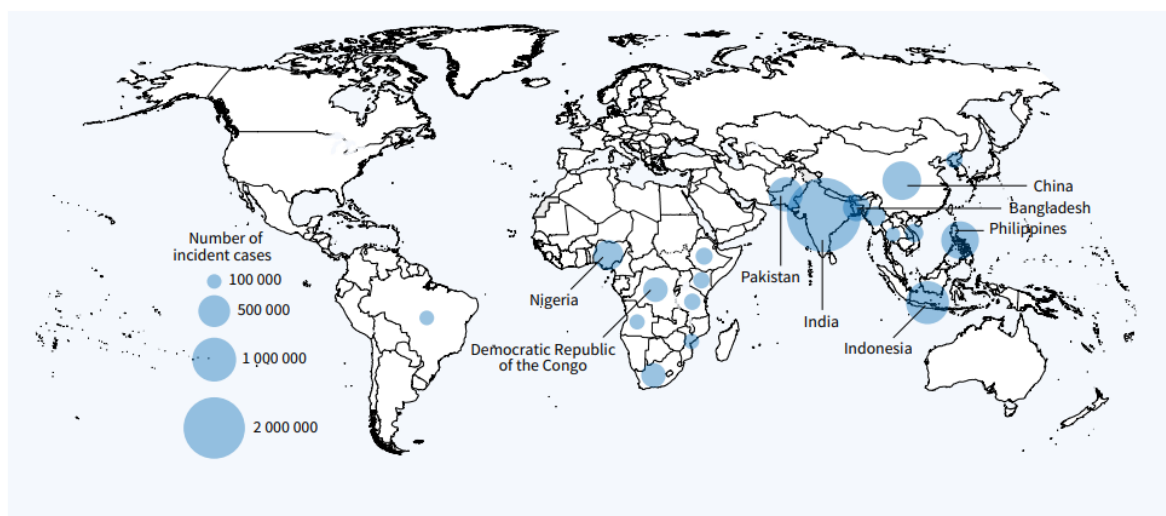 Number of
incident cases
100 000
500 000
1 000 000
2 000 000
China
Bangladesh
Philippines
Pakistan
Nigeria
India
Democratic Republic
of the Congo
Indonesia